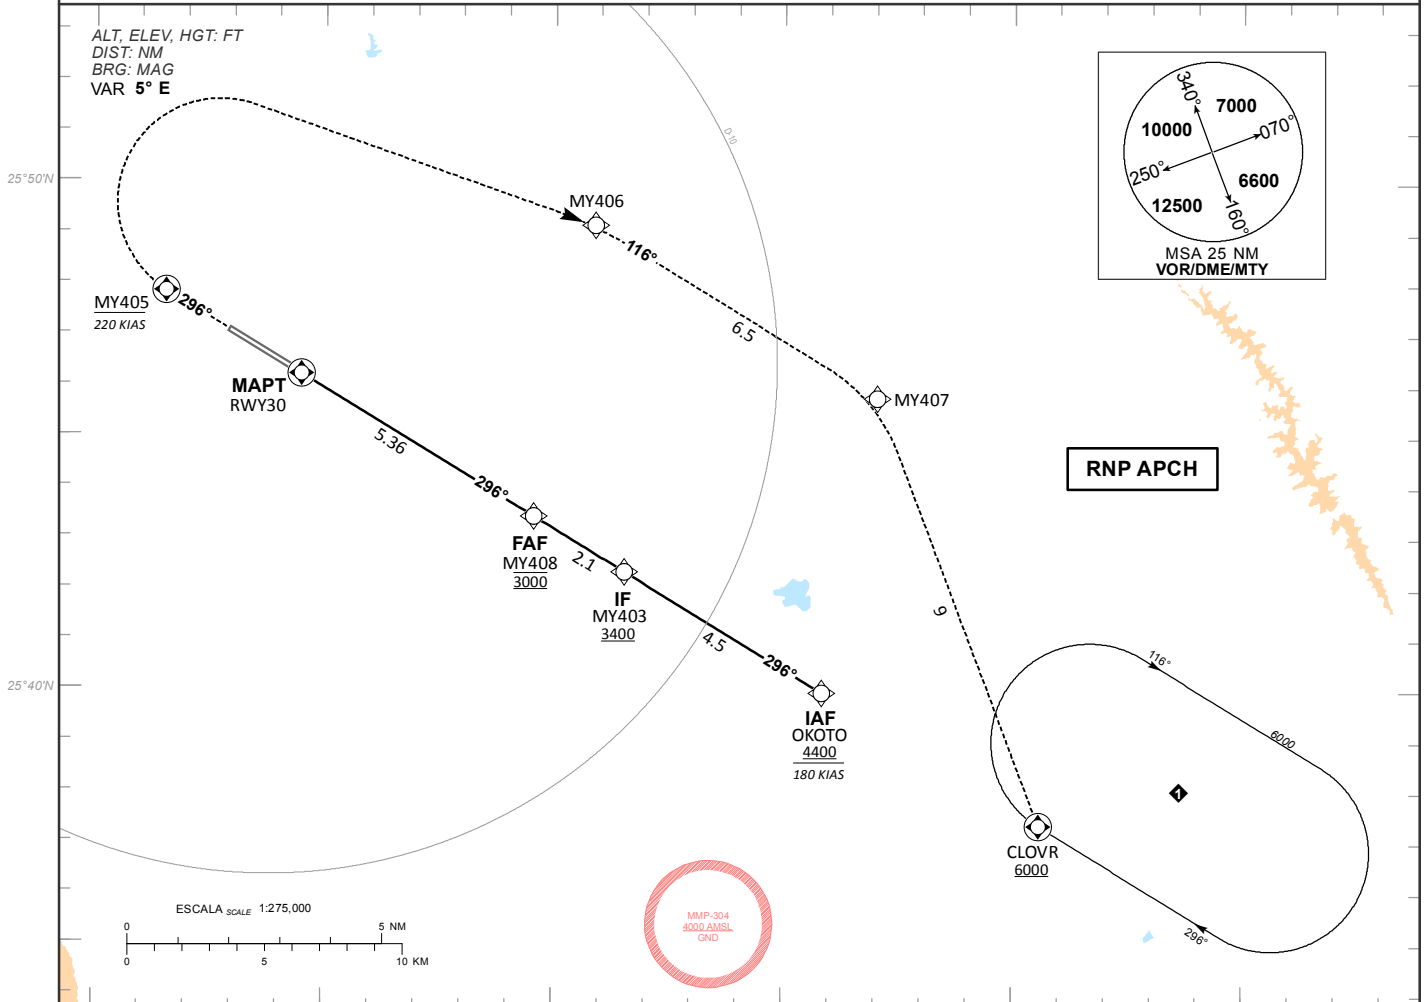 ALT, ELEV, HGT: FT
DIST: NM
BRG: MAG
VAR 5° E
D-10
340°
7000
10000
070°
250°
6600
12500
160°
MSA 25 NM
VOR/DME/MTY
25°50'N
MY406
116°
6.5
MY405
220 KIAS
296°
MAPT
RWY30
MY407
5.36
RNP APCH
296°
FAF
MY408
3000
2.1
IF
MY403
3400
4.5
296°
9
116°
6000
25°40'N
IAF
OKOTO
4400
180 KIAS
1
CLOVR
6000
296°
MMP-304
4000 AMSL
GND
ESCALA SCALE 1:275,000
0 5 NM
0 5 10 KM